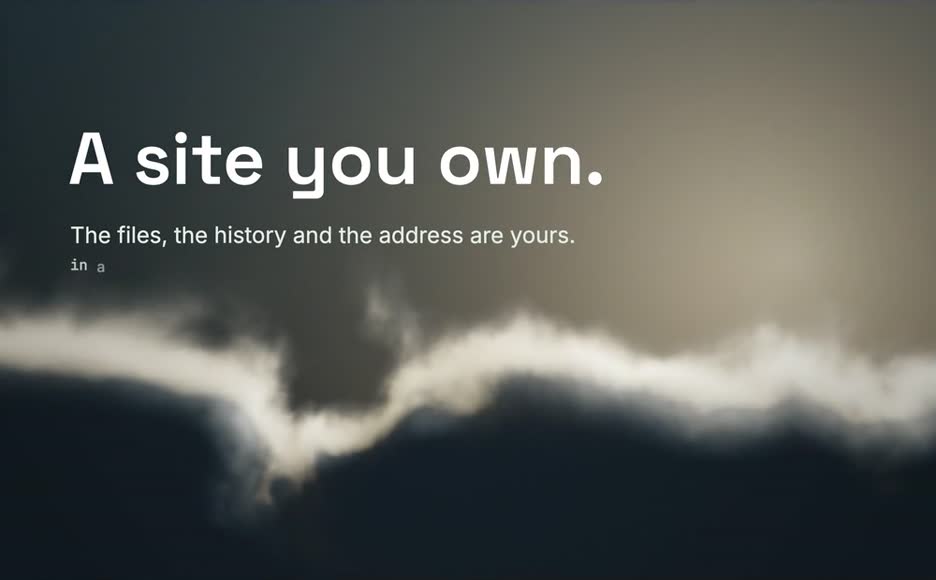 A site you own.
The files, the history and the address are yours.
in a